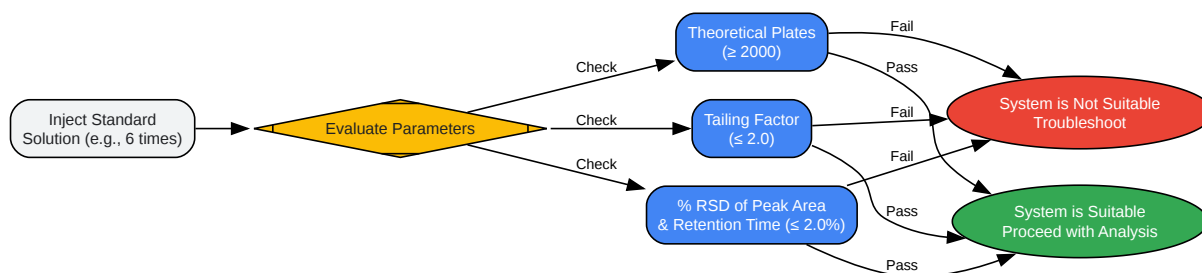 Inject Standard
Solution (e.g., 6 times)
Evaluate Parameters
Check
Check
Check
Theoretical Plates
(≥ 2000)
Tailing Factor
(≤ 2.0)
% RSD of Peak Area
& Retention Time (≤ 2.0%)
Fail
Pass
Fail
Fail
Pass
Pass
System is Not Suitable
Troubleshoot
System is Suitable
Proceed with Analysis